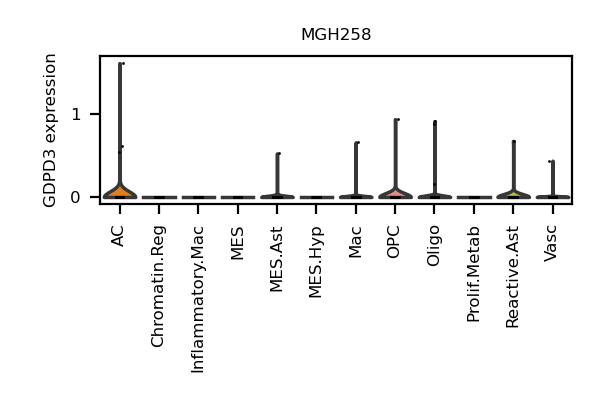 MGH258
GDPD3 expression
1
0
AC
Chromatin.Reg
Inflammatory.Mac
MES
MES.Ast
MES.Hyp
Mac
OPC
Oligo
Prolif.Metab
Reactive.Ast
Vasc